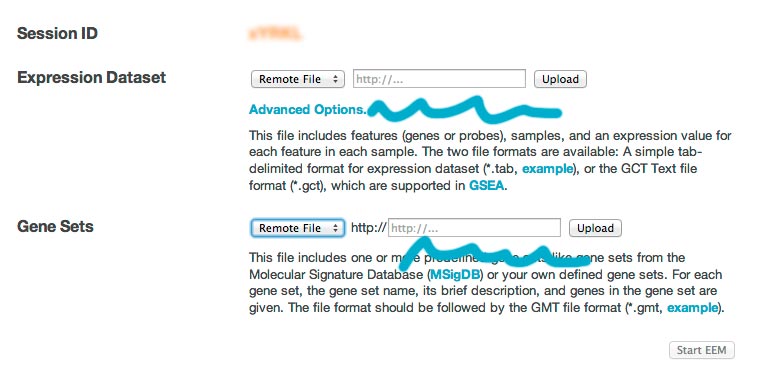 Session ID
Expression Dataset
Remote File http://... Upload
Advanced Options.
This file includes features (genes or probes), samples, and an expression value for
each feature in each sample. The two file formats are available: A simple tab-
delimited format for expression dataset (*.tab, example), or the GCT Text file
format (*.gct), which are supported in GSEA.
Gene Sets
Remote File http:// http://... Upload
This file includes one or more predefined gene sets like gene sets from the
Molecular Signature Database (MSigDB) or your own defined gene sets. For each
gene set, the gene set name, its brief description, and genes in the gene set are
given. The file format should be followed by the GMT file format (*.gmt, example).
Start EEM